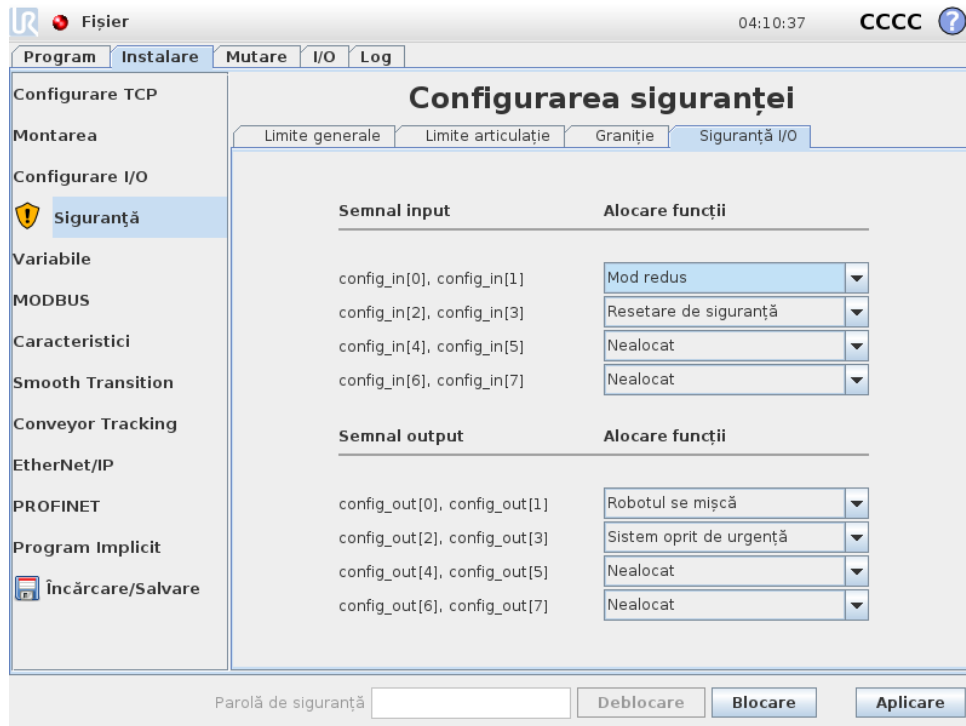 UR Fișier 04:10:37 CCCC ?
Program Instalare Mutare I/O Log
Configurare TCP
Montarea
Configurare I/O
Siguranță
Variabile
MODBUS
Caracteristici
Smooth Transition
Conveyor Tracking
EtherNet/IP
PROFINET
Program Implicit
Încărcare/Salvare
Configurarea siguranței
Limite generale Limite articulație Graniție Siguranță I/O
Semnal input Alocare funcții
config_in[0], config_in[1] Mod redus
config_in[2], config_in[3] Resetare de siguranță
config_in[4], config_in[5] Nealocat
config_in[6], config_in[7] Nealocat
Semnal output Alocare funcții
config_out[0], config_out[1] Robotul se mișcă
config_out[2], config_out[3] Sistem oprit de urgență
config_out[4], config_out[5] Nealocat
config_out[6], config_out[7] Nealocat
Parolă de siguranță Deblocare Blocare Aplicare